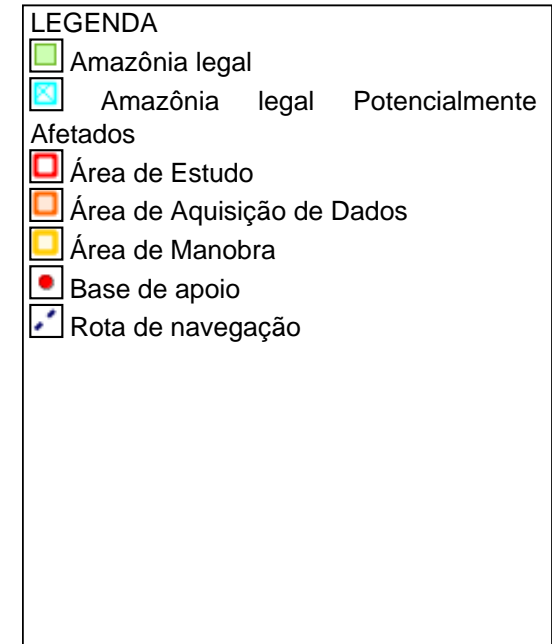 LEGENDA
Amazônia legal
Amazônia legal Potencialmente
Afetados
Área de Estudo
Área de Aquisição de Dados
Área de Manobra
Base de apoio
Rota de navegação